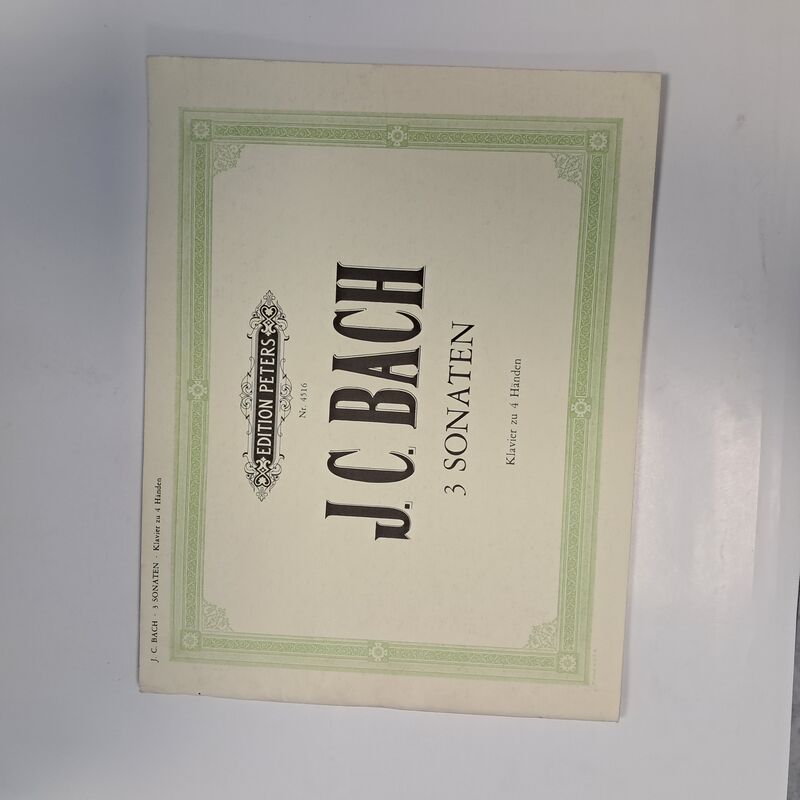 J. C. BACH - 3 SONATEN - Klavier zu 4 Händen
EDITION PETERS
Nr. 4516
J. C. BACH
3 SONATEN
Klavier zu 4 Händen